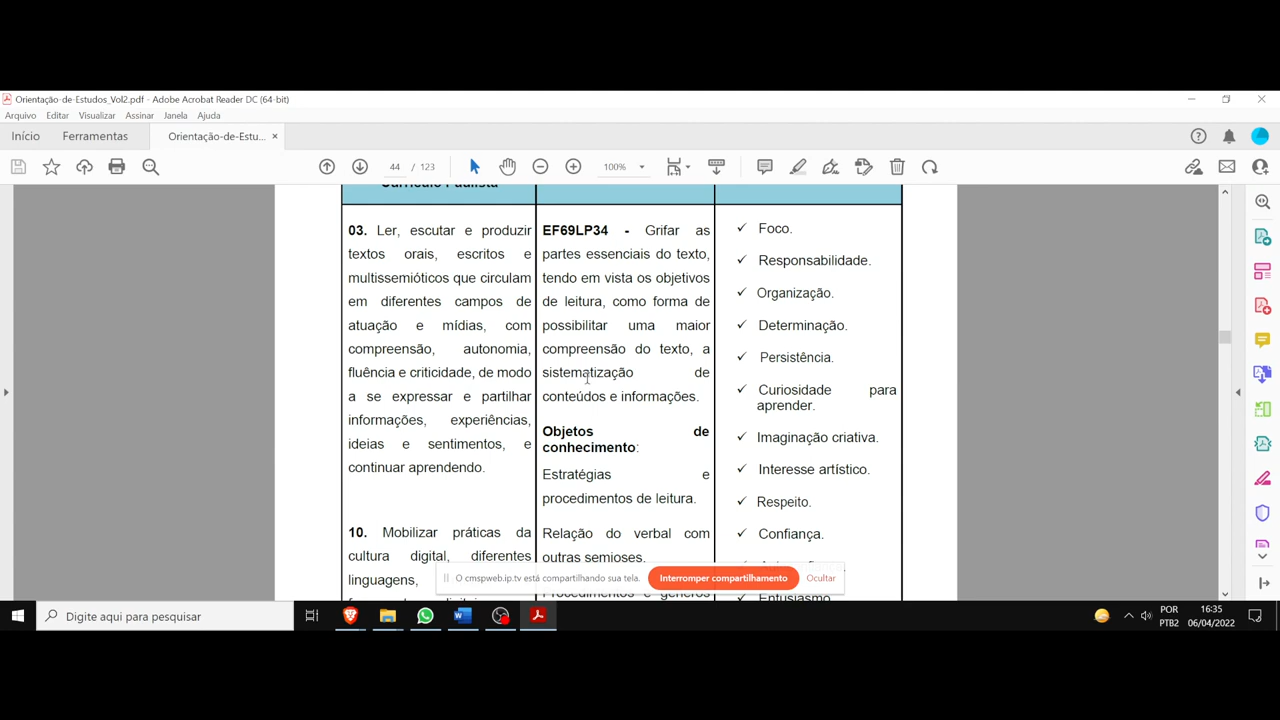 Orientação-de-Estudos_Vol2.pdf - Adobe Acrobat Reader DC (64-bit)
Arquivo Editar Visualizar Assinar Janela Ajuda
Início Ferramentas Orientação-de-Estu... ×
44 / 123 100%
Currículo Paulista
03. Ler, escutar e produzir
textos orais, escritos e
multissemióticos que circulam
em diferentes campos de
atuação e mídias, com
compreensão, autonomia,
fluência e criticidade, de modo
a se expressar e partilhar
informações, experiências,
ideias e sentimentos, e
continuar aprendendo.
10. Mobilizar práticas da
cultura digital, diferentes
linguagens,
EF69LP34 - Grifar as
partes essenciais do texto,
tendo em vista os objetivos
de leitura, como forma de
possibilitar uma maior
compreensão do texto, a
sistematização de
conteúdos e informações.
Objetos de
conhecimento:
Estratégias e
procedimentos de leitura.
Relação do verbal com
outras semioses.
Procedimentos e gêneros
✓ Foco.
✓ Responsabilidade.
✓ Organização.
✓ Determinação.
✓ Persistência.
✓ Curiosidade para
aprender.
✓ Imaginação criativa.
✓ Interesse artístico.
✓ Respeito.
✓ Confiança.
Entusiasmo
O cmspweb.ip.tv está compartilhando sua tela. Interromper compartilhamento Ocultar
Digite aqui para pesquisar
POR
PTB2
16:35
06/04/2022